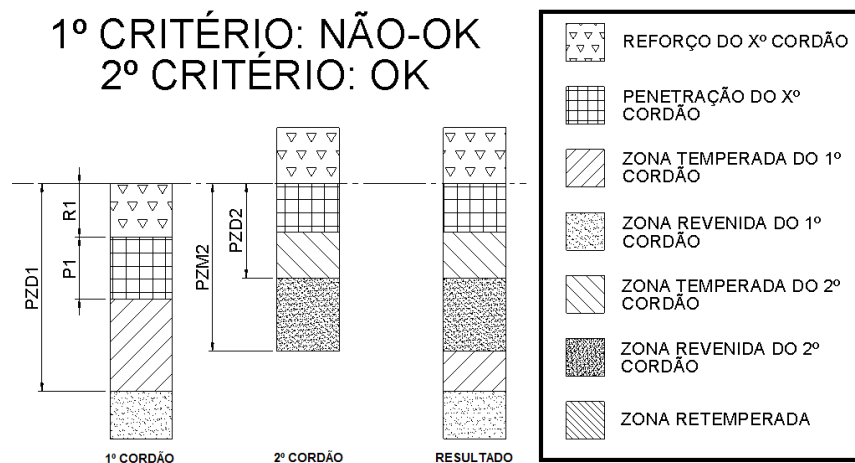 1º CRITÉRIO: NÃO-OK
2º CRITÉRIO: OK
R1
P1
PZD1
PZM2
PZD2
1º CORDÃO
2º CORDÃO
RESULTADO
REFORÇO DO Xº CORDÃO
PENETRAÇÃO DO Xº
CORDÃO
ZONA TEMPERADA DO 1º
CORDÃO
ZONA REVENIDA DO 1º
CORDÃO
ZONA TEMPERADA DO 2º
CORDÃO
ZONA REVENIDA DO 2º
CORDÃO
ZONA RETEMPERADA